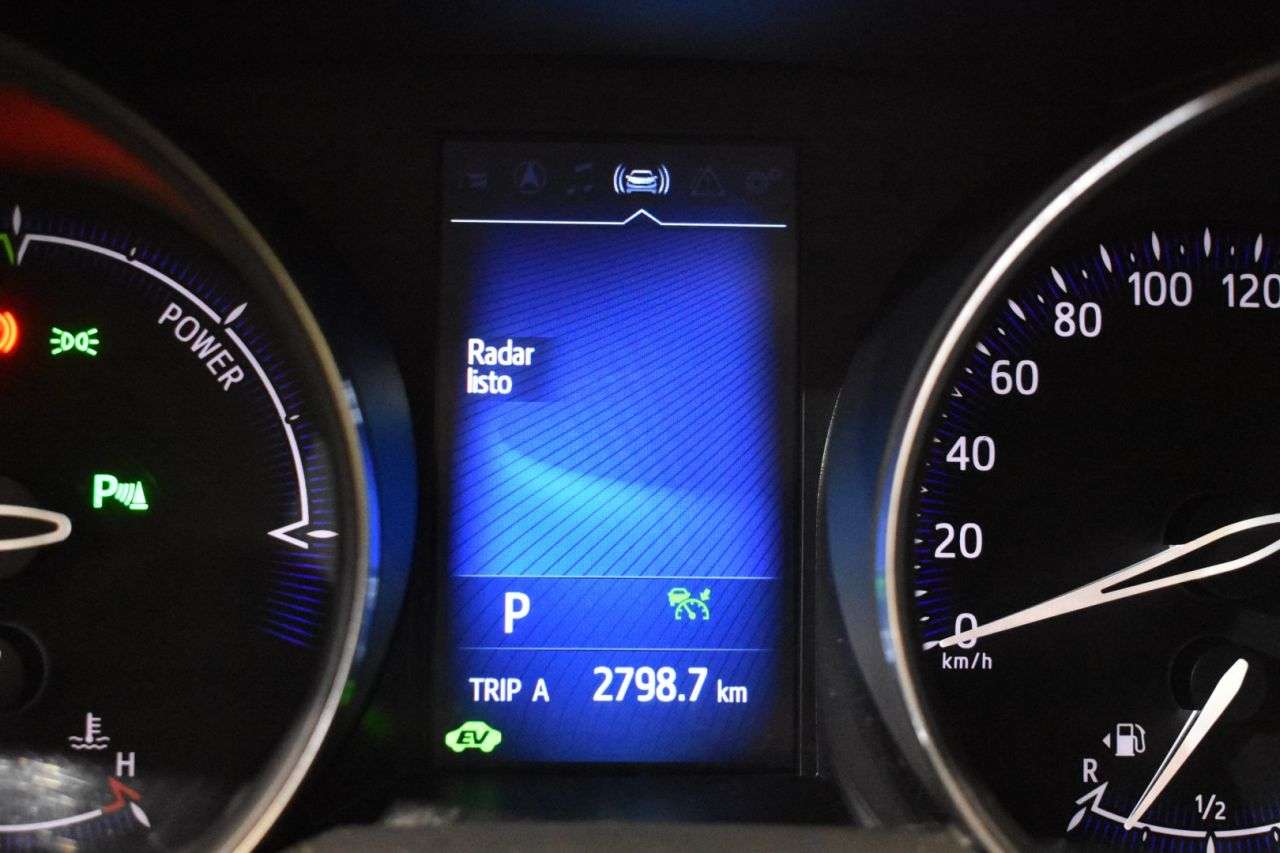 POWER
P
H
Radar
listo
P
TRIP A 2798.7 km
EV
0
20
40
60
80
100
120
km/h
R
1/2